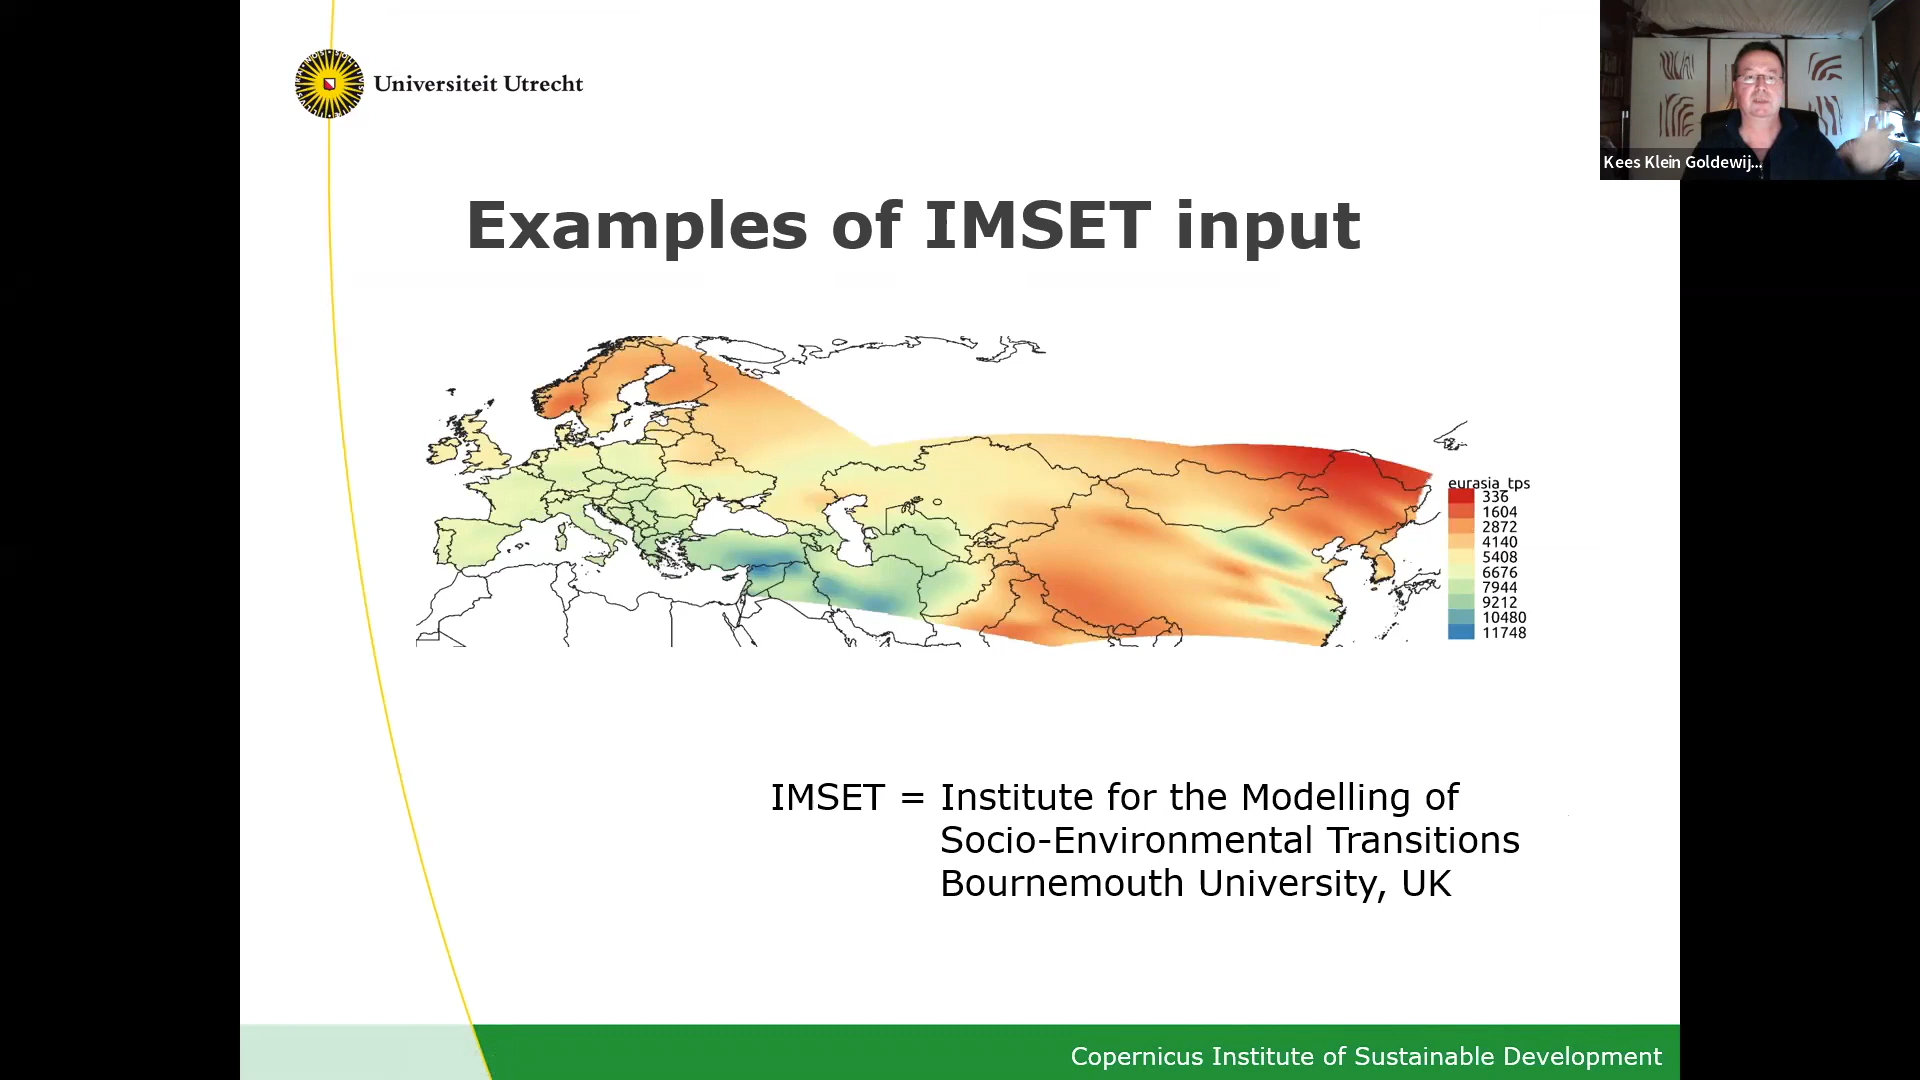 Universiteit Utrecht
Kees Klein Goldewij...
Examples of IMSET input
eurasia_tps
336
1604
2872
4140
5408
6676
7944
9212
10480
11748
IMSET = Institute for the Modelling of
Socio-Environmental Transitions
Bournemouth University, UK
Copernicus Institute of Sustainable Development